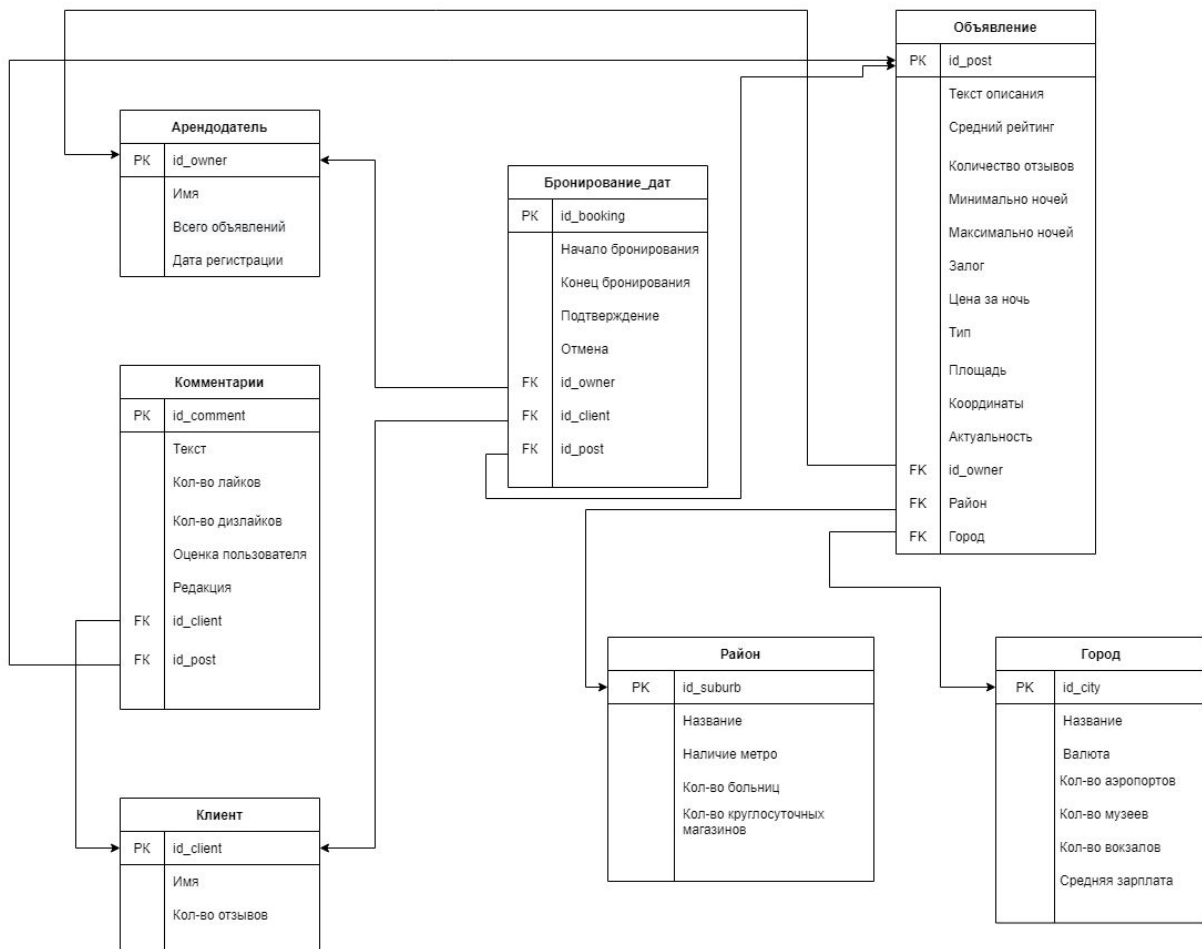 Объявление
PK id_post
Текст описания
Средний рейтинг
Количество отзывов
Минимально ночей
Максимально ночей
Залог
Цена за ночь
Тип
Площадь
Координаты
Актуальность
FK id_owner
FK Район
FK Город
Арендодатель
PK id_owner
Имя
Всего объявлений
Дата регистрации
Бронирование_дат
PK id_booking
Начало бронирования
Конец бронирования
Подтверждение
Отмена
FK id_owner
FK id_client
FK id_post
Комментарии
PK id_comment
Текст
Кол-во лайков
Кол-во дизлайков
Оценка пользователя
Редакция
FK id_client
FK id_post
Район
PK id_suburb
Название
Наличие метро
Кол-во больниц
Кол-во круглосуточных
магазинов
Город
PK id_city
Название
Валюта
Кол-во аэропортов
Кол-во музеев
Кол-во вокзалов
Средняя зарплата
Клиент
PK id_client
Имя
Кол-во отзывов